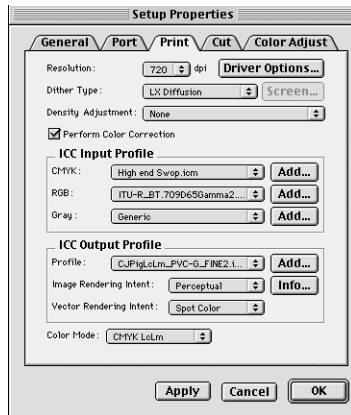 Setup Properties
General Port Print Cut Color Adjust
Resolution: 720 dpi Driver Options...
Dither Type: LX Diffusion Screen...
Density Adjustment: None
Perform Color Correction
ICC Input Profile
CMYK: High end Swop.icm Add...
RGB: ITU-R_BT.709D65Gamma2.... Add...
Gray: Generic Add...
ICC Output Profile
Profile: CJPigLcLm_PVC-G_FINE2.i... Add...
Image Rendering Intent: Perceptual Info...
Vector Rendering Intent: Spot Color
Color Mode: CMYK LcLm
Apply Cancel OK